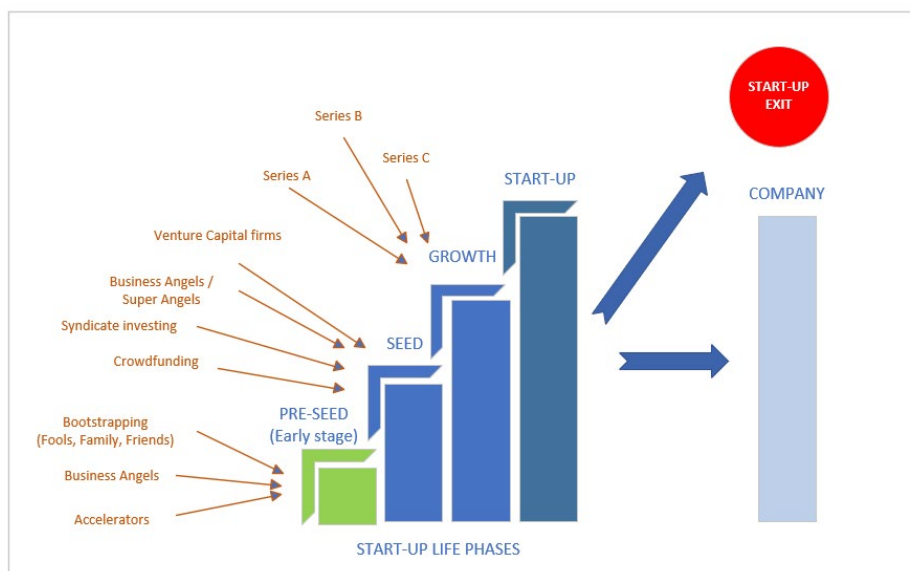 START-UP
EXIT
Series B
Series C
Series A
START-UP
COMPANY
Venture Capital firms
GROWTH
Business Angels /
Super Angels
Syndicate investing
SEED
Crowdfunding
PRE-SEED
(Early stage)
Bootstrapping
(Fools, Family, Friends)
Business Angels
Accelerators
START-UP LIFE PHASES